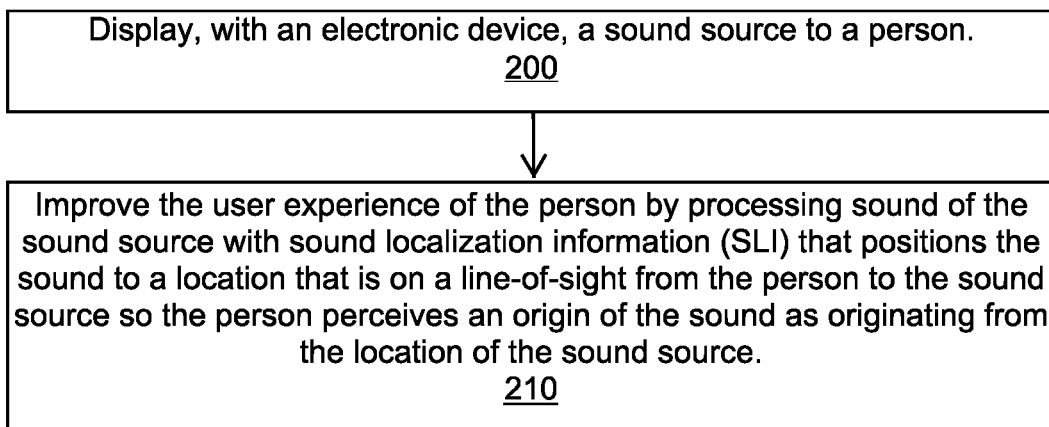 Display, with an electronic device, a sound source to a person.
200
Improve the user experience of the person by processing sound of the
sound source with sound localization information (SLI) that positions the
sound to a location that is on a line-of-sight from the person to the sound
source so the person perceives an origin of the sound as originating from
the location of the sound source.
210